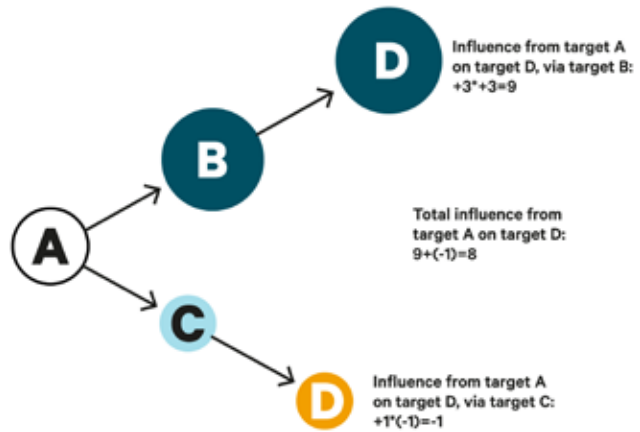 D
Influence from target A
on target D, via target B:
+3*+3=9
B
A
Total influence from
target A on target D:
9+(-1)=8
C
D
Influence from target A
on target D, via target C:
+1*(-1)=-1